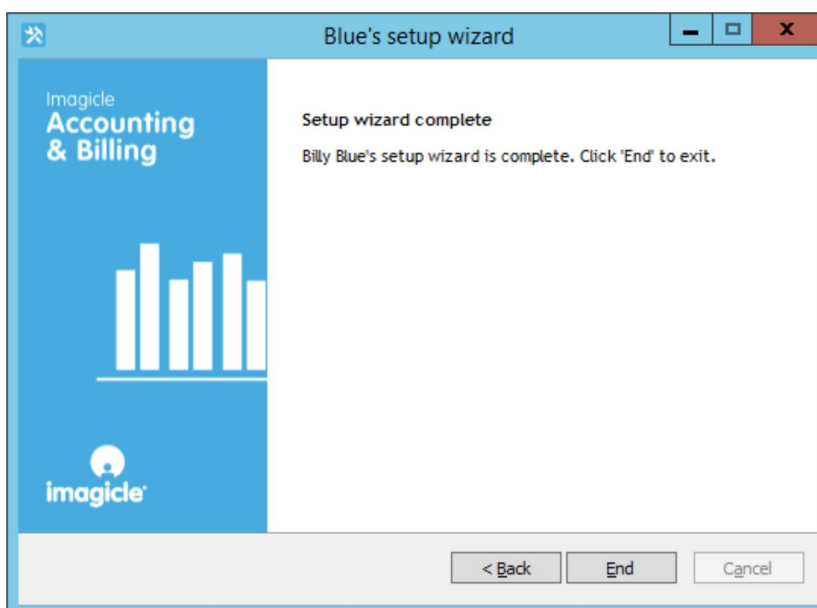 Blue's setup wizard
Imagicle
Accounting
& Billing
Setup wizard complete
Billy Blue's setup wizard is complete. Click 'End' to exit.
imagicle
< Back
End
Cancel